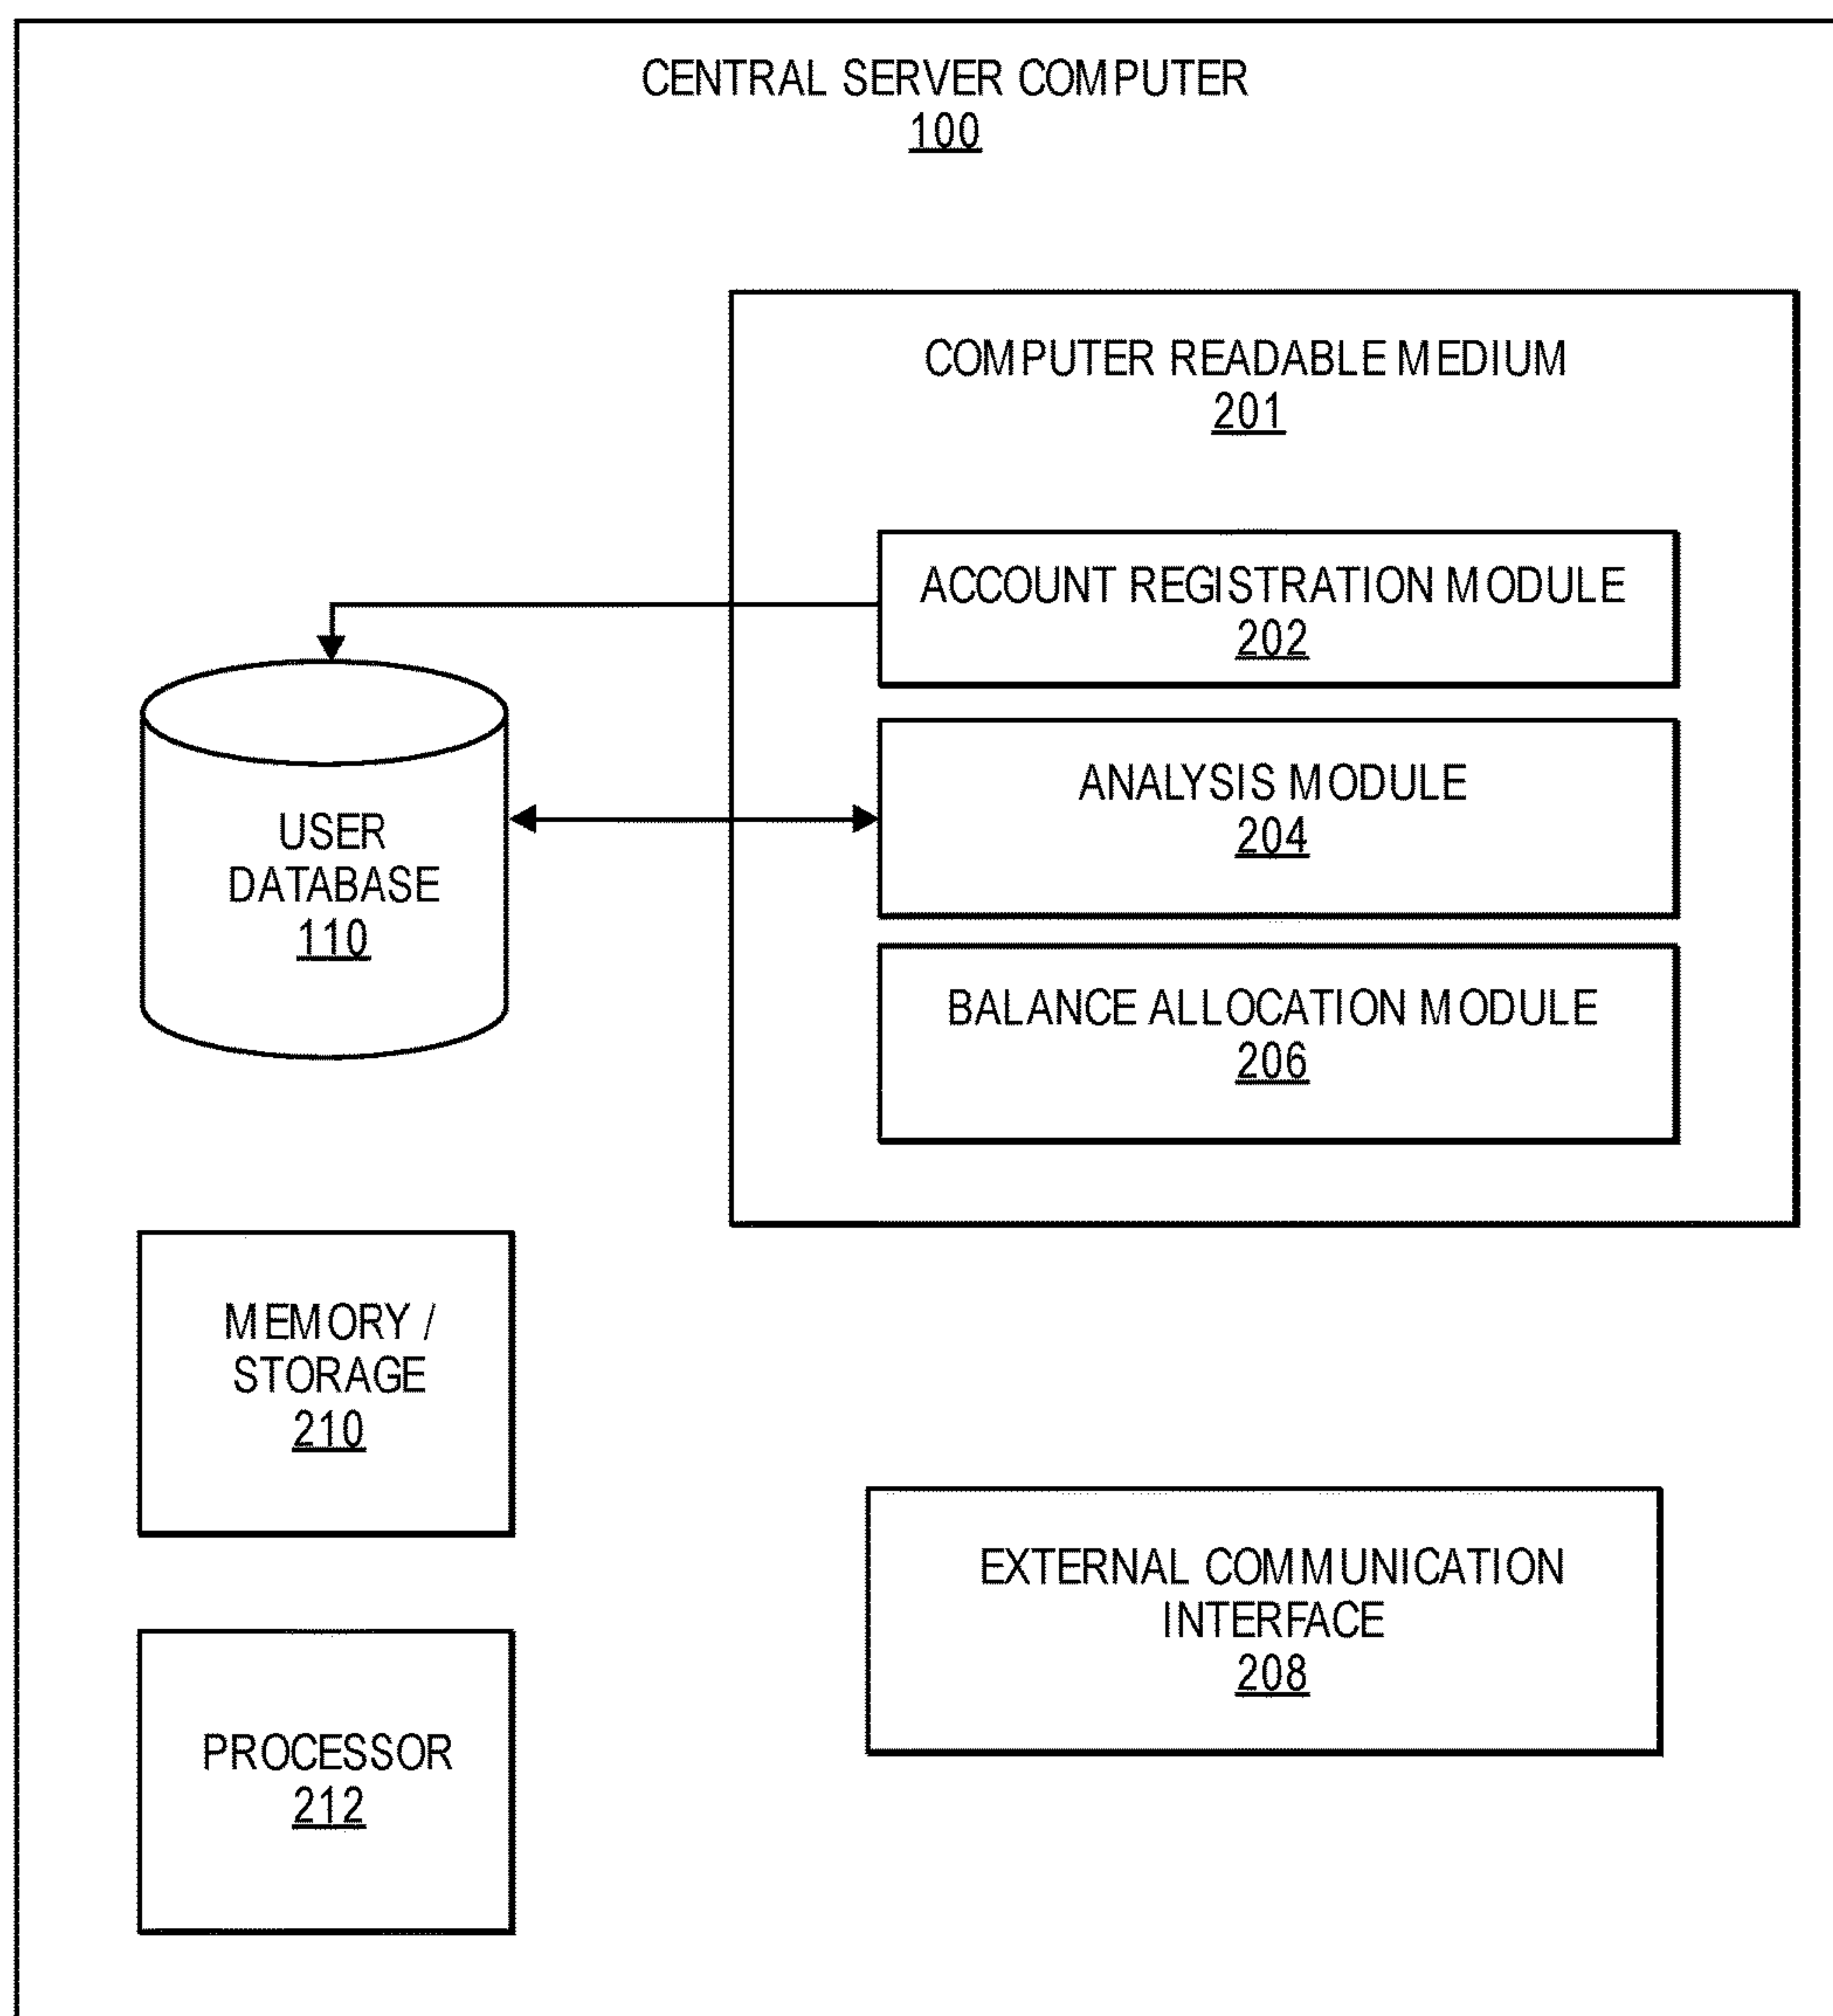 CENTRAL SERVER COMPUTER
100
COMPUTER READABLE MEDIUM
201
ACCOUNT REGISTRATION MODULE
202
ANALYSIS MODULE
204
BALANCE ALLOCATION MODULE
206
USER
DATABASE
110
MEMORY /
STORAGE
210
EXTERNAL COMMUNICATION
INTERFACE
208
PROCESSOR
212